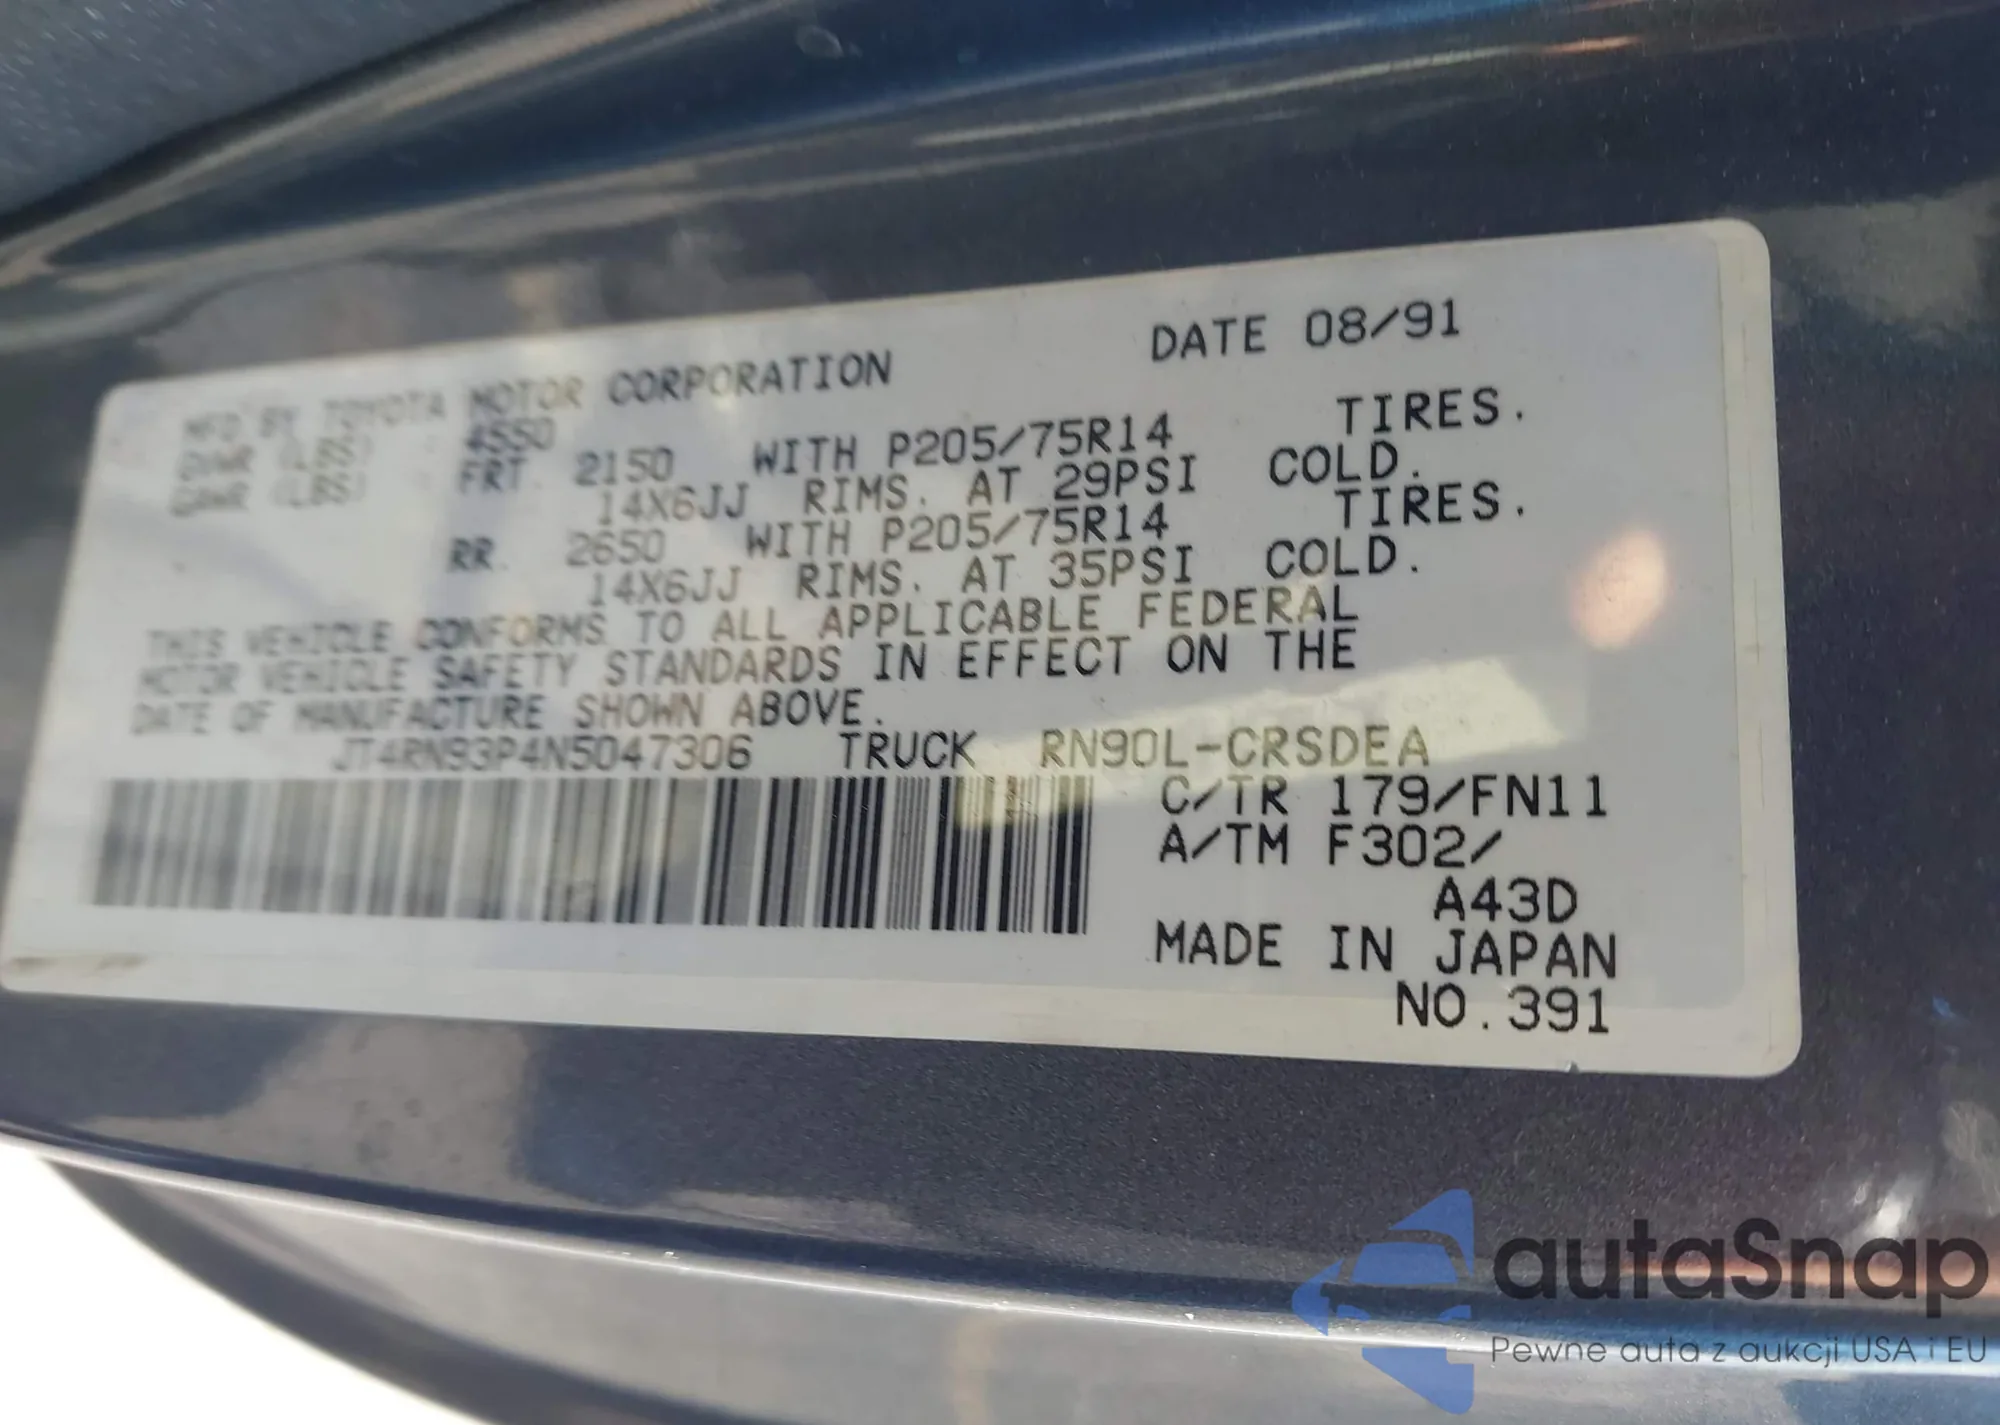 MFD BY TOYOTA MOTOR CORPORATION DATE 08/91
GVWR (LBS) 4550
GAWR (LBS) FRT. 2150 WITH P205/75R14 TIRES.
14X6JJ RIMS. AT 29PSI COLD.
RR. 2650 WITH P205/75R14 TIRES.
14X6JJ RIMS. AT 35PSI COLD.
THIS VEHICLE CONFORMS TO ALL APPLICABLE FEDERAL
MOTOR VEHICLE SAFETY STANDARDS IN EFFECT ON THE
DATE OF MANUFACTURE SHOWN ABOVE.
JT4RN93P4N5047306 TRUCK RN90L-CRSDEA
C/TR 179/FN11
A/TM F302/
A43D
MADE IN JAPAN
NO.391
autaSnap
Pewne auta z aukcji USA i EU